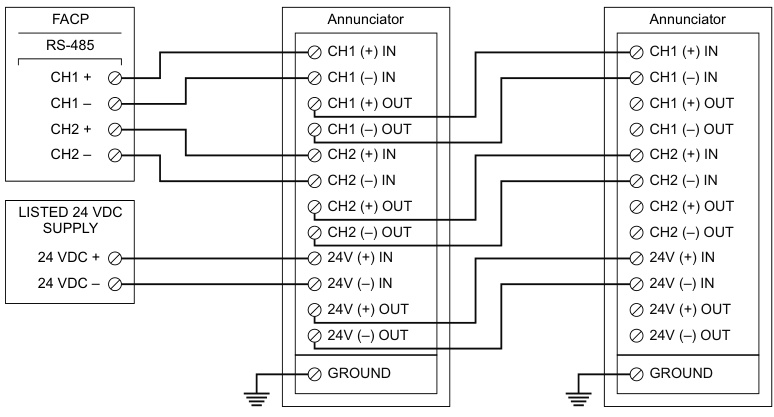 FACP
RS-485
CH1 +
CH1 –
CH2 +
CH2 –
LISTED 24 VDC
SUPPLY
24 VDC +
24 VDC –
Annunciator
CH1 (+) IN
CH1 (–) IN
CH1 (+) OUT
CH1 (–) OUT
CH2 (+) IN
CH2 (–) IN
CH2 (+) OUT
CH2 (–) OUT
24V (+) IN
24V (–) IN
24V (+) OUT
24V (–) OUT
GROUND
Annunciator
CH1 (+) IN
CH1 (–) IN
CH1 (+) OUT
CH1 (–) OUT
CH2 (+) IN
CH2 (–) IN
CH2 (+) OUT
CH2 (–) OUT
24V (+) IN
24V (–) IN
24V (+) OUT
24V (–) OUT
GROUND